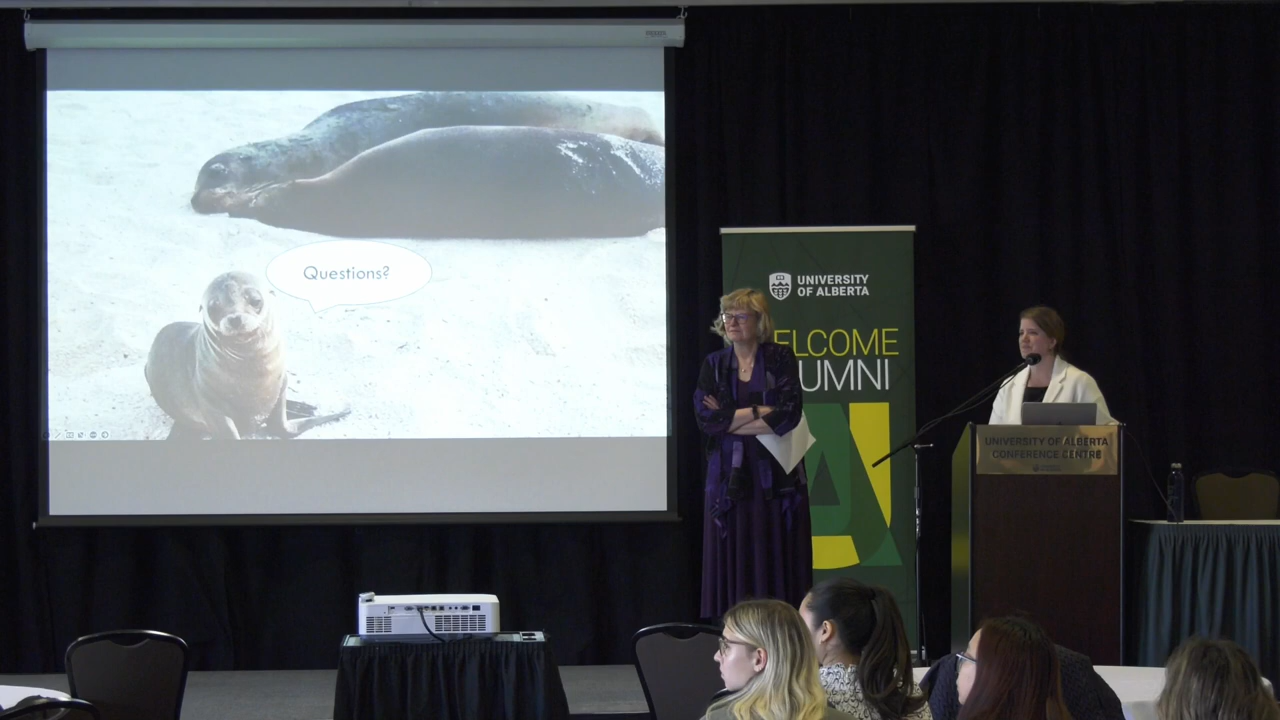 Questions?
UNIVERSITY
OF ALBERTA
ELCOME
UMNI
UNIVERSITY OF ALBERTA
CONFERENCE CENTRE